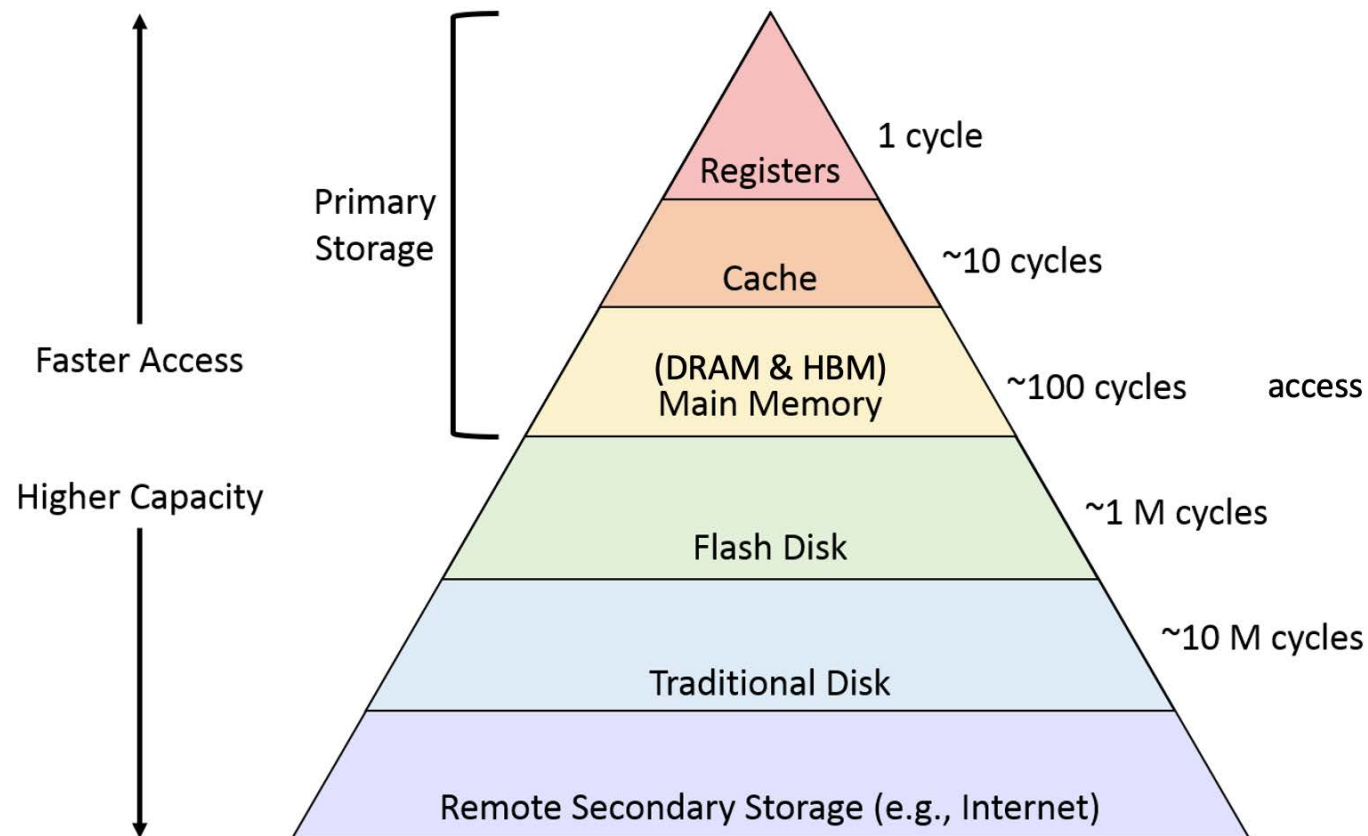 1 cycle
Registers
Primary
Storage
~10 cycles
Cache
Faster Access
(DRAM & HBM)
Main Memory
~100 cycles access
Higher Capacity
~1 M cycles
Flash Disk
~10 M cycles
Traditional Disk
Remote Secondary Storage (e.g., Internet)